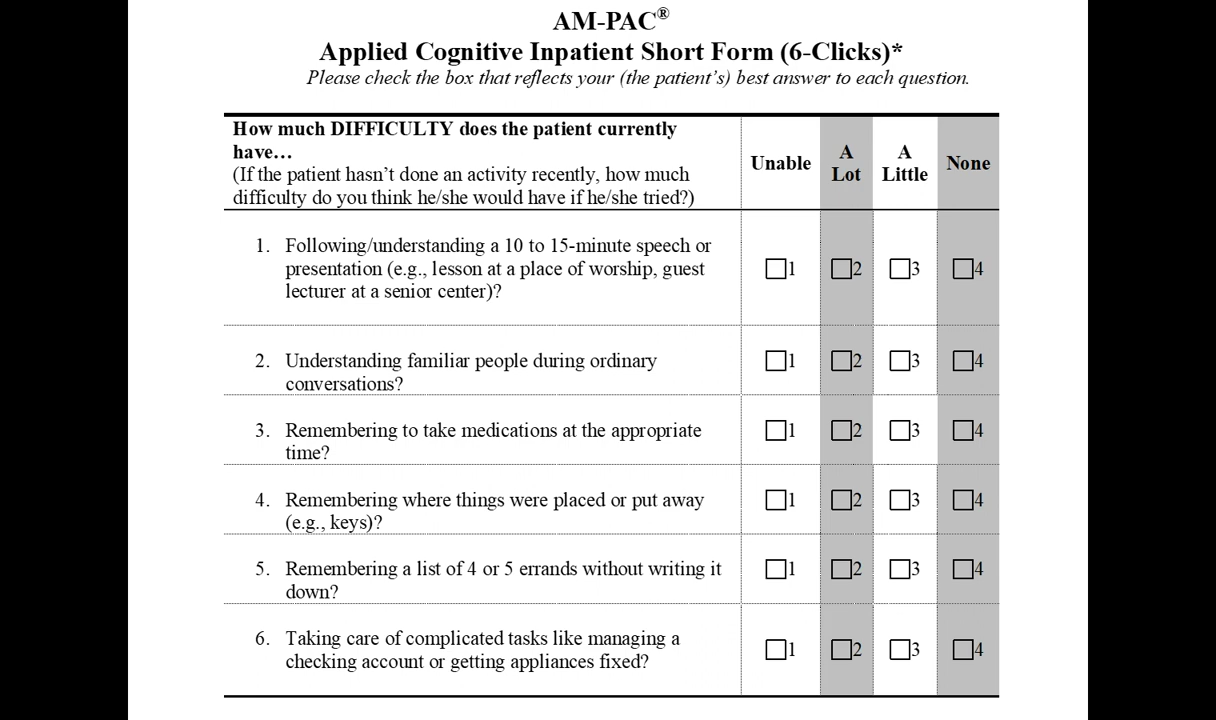 AM-PAC®
Applied Cognitive Inpatient Short Form (6-Clicks)*
Please check the box that reflects your (the patient's) best answer to each question.
How much DIFFICULTY does the patient currently
have…
(If the patient hasn't done an activity recently, how much
difficulty do you think he/she would have if he/she tried?)
Unable
A
Lot
A
Little
None
1. Following/understanding a 10 to 15-minute speech or
presentation (e.g., lesson at a place of worship, guest
lecturer at a senior center)?
☐1 ☐2 ☐3 ☐4
2. Understanding familiar people during ordinary
conversations?
☐1 ☐2 ☐3 ☐4
3. Remembering to take medications at the appropriate
time?
☐1 ☐2 ☐3 ☐4
4. Remembering where things were placed or put away
(e.g., keys)?
☐1 ☐2 ☐3 ☐4
5. Remembering a list of 4 or 5 errands without writing it
down?
☐1 ☐2 ☐3 ☐4
6. Taking care of complicated tasks like managing a
checking account or getting appliances fixed?
☐1 ☐2 ☐3 ☐4